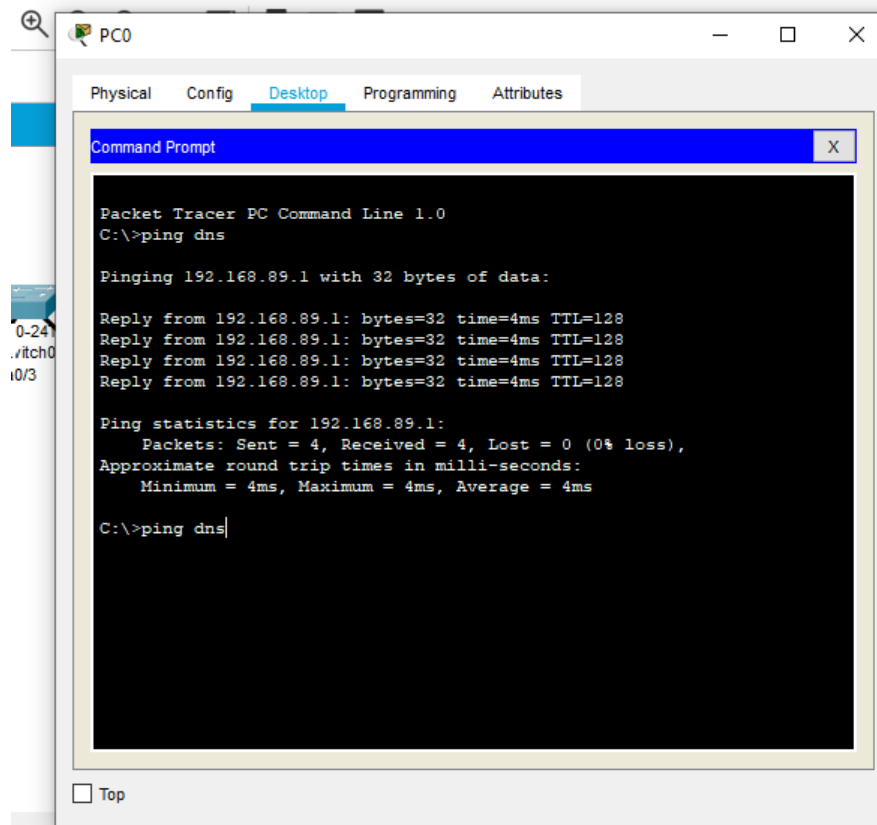 PC0
Physical Config Desktop Programming Attributes
Command Prompt
X
Packet Tracer PC Command Line 1.0
C:\>ping dns
Pinging 192.168.89.1 with 32 bytes of data:
Reply from 192.168.89.1: bytes=32 time=4ms TTL=128
Reply from 192.168.89.1: bytes=32 time=4ms TTL=128
Reply from 192.168.89.1: bytes=32 time=4ms TTL=128
Reply from 192.168.89.1: bytes=32 time=4ms TTL=128
Ping statistics for 192.168.89.1:
Packets: Sent = 4, Received = 4, Lost = 0 (0% loss),
Approximate round trip times in milli-seconds:
Minimum = 4ms, Maximum = 4ms, Average = 4ms
C:\>ping dns
0-24
itch0
0/3
Top